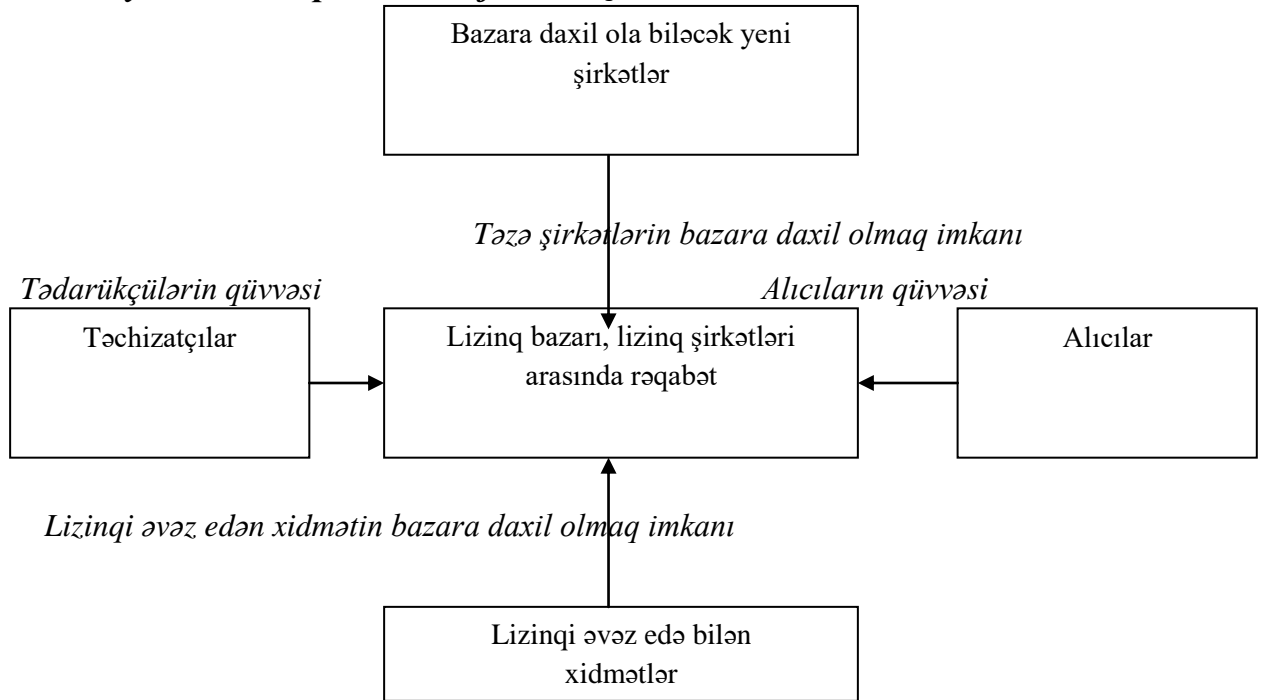 Bazara daxil ola biləcək yeni
şirkətlər
Təzə şirkətlərin bazara daxil olmaq imkanı
Tədarükçülərin qüvvəsi
Alıcıların qüvvəsi
Təchizatçılar
Lizinq bazarı, lizinq şirkətləri
arasında rəqabət
Alıcılar
Lizinqi əvəz edən xidmətin bazara daxil olmaq imkanı
Lizinqi əvəz edə bilən
xidmətlər